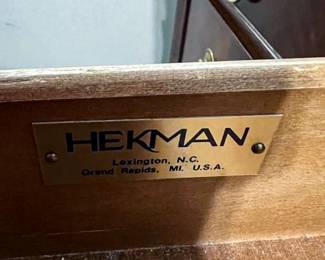 HEKMAN
Lexington, N.C.
Grand Rapids, MI. U.S.A.